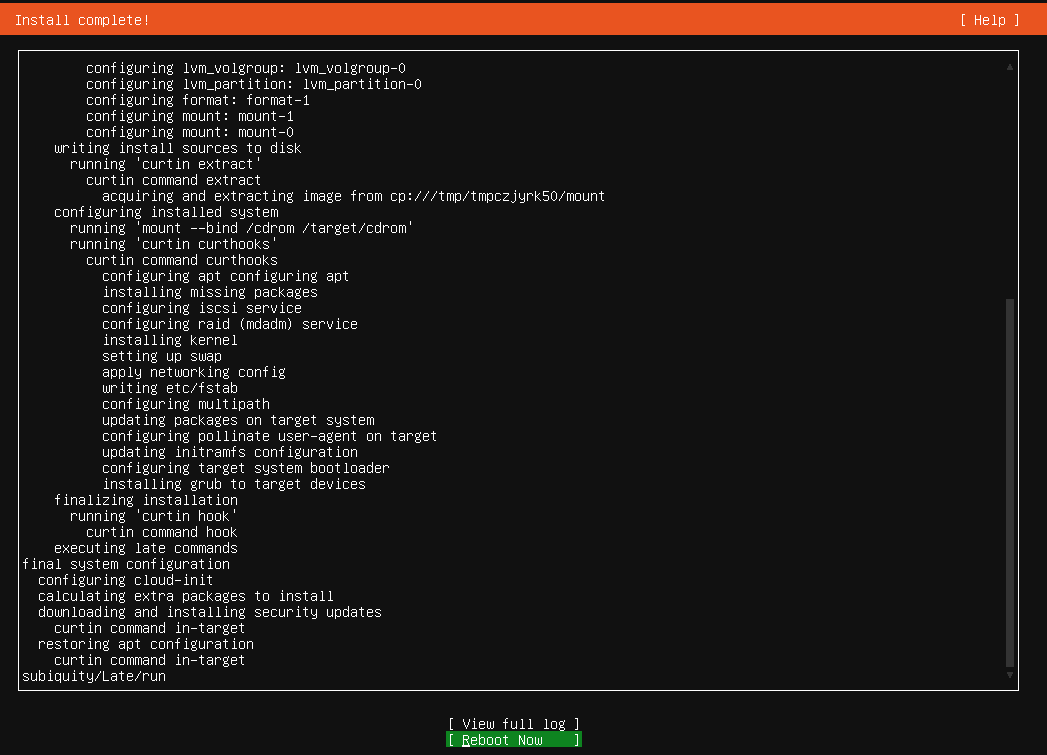 Install complete!
[ Help ]
configuring lvm_volgroup: lvm_volgroup-0
configuring lvm_partition: lvm_partition-0
configuring format: format-1
configuring mount: mount-1
configuring mount: mount-0
writing install sources to disk
running 'curtin extract'
curtin command extract
acquiring and extracting image from cp:///tmp/tmpczjyrk50/mount
configuring installed system
running 'mount --bind /cdrom /target/cdrom'
running 'curtin curthooks'
curtin command curthooks
configuring apt configuring apt
installing missing packages
configuring iscsi service
configuring raid (mdadm) service
installing kernel
setting up swap
apply networking config
writing etc/fstab
configuring multipath
updating packages on target system
configuring pollinate user-agent on target
updating initramfs configuration
configuring target system bootloader
installing grub to target devices
finalizing installation
running 'curtin hook'
curtin command hook
executing late commands
final system configuration
configuring cloud-init
calculating extra packages to install
downloading and installing security updates
curtin command in-target
restoring apt configuration
curtin command in-target
subiquity/Late/run
[ View full log ]
[ Reboot Now ]